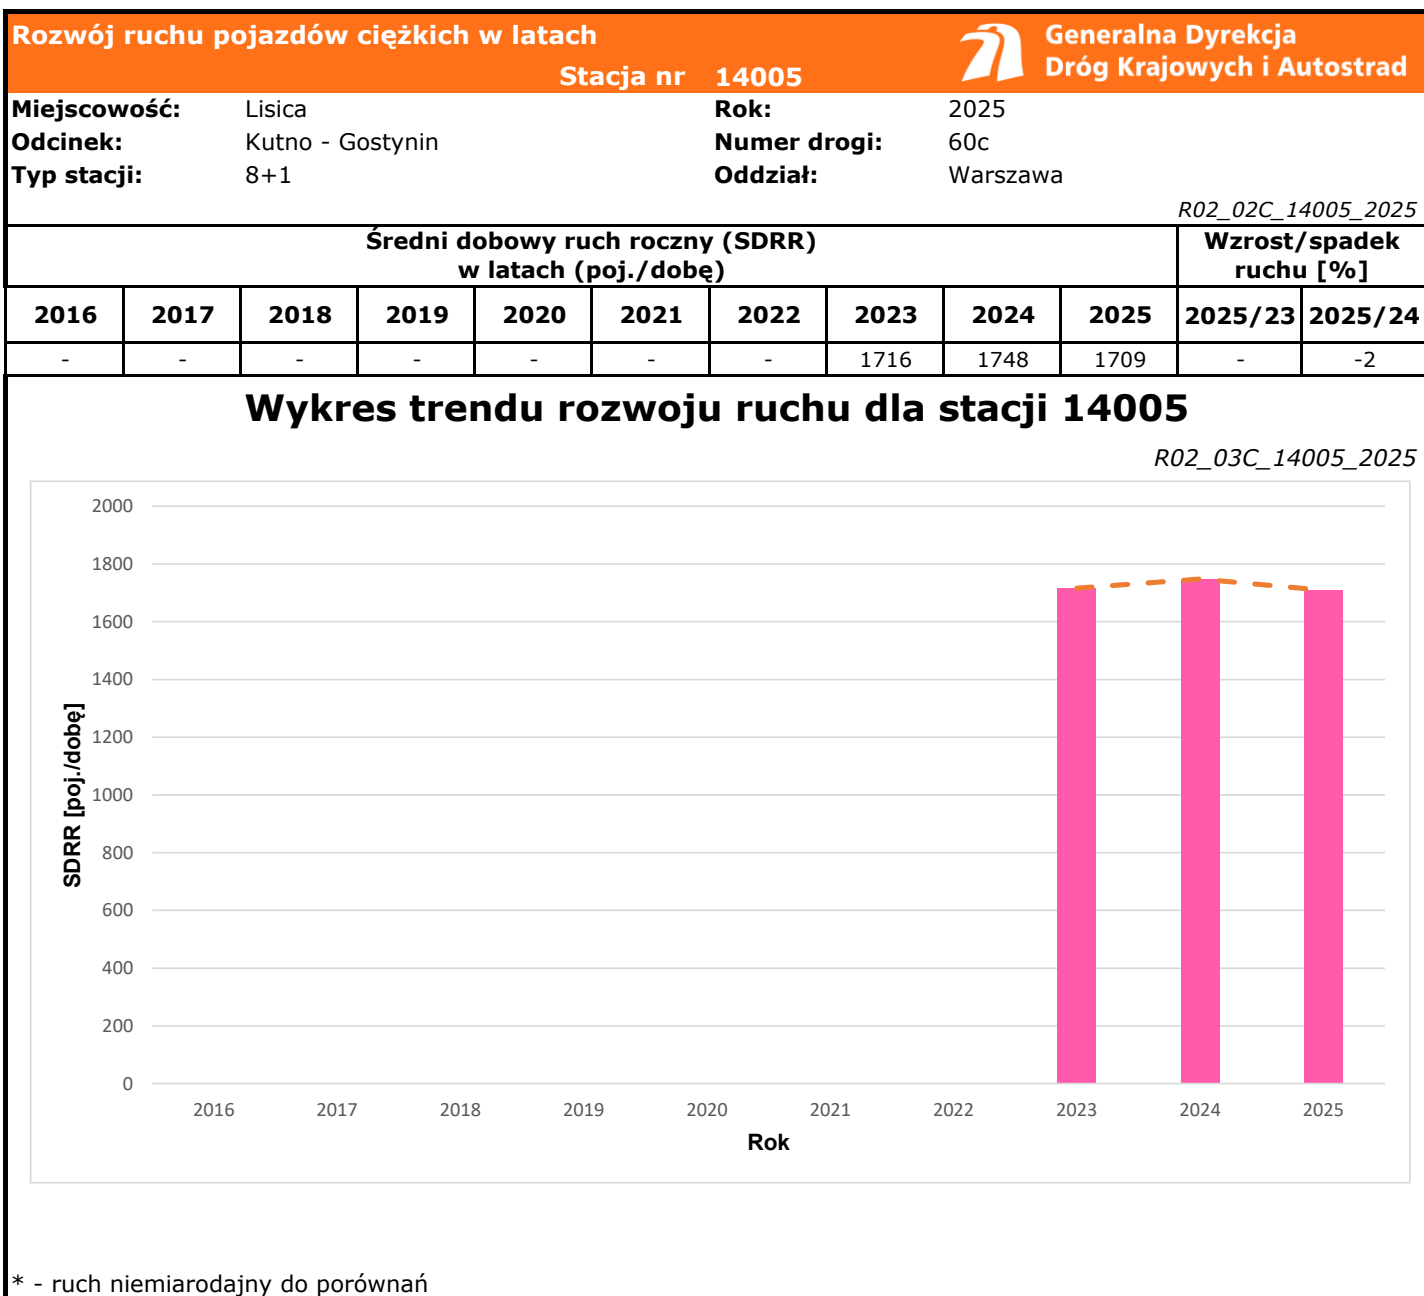 Rozwój ruchu pojazdów ciężkich w latach
Stacja nr 14005
Generalna Dyrekcja
Dróg Krajowych i Autostrad
Miejscowość: Lisica Rok: 2025
Odcinek: Kutno - Gostynin Numer drogi: 60c
Typ stacji: 8+1 Oddział: Warszawa
R02_02C_14005_2025
Średni dobowy ruch roczny (SDRR)
w latach (poj./dobę)
Wzrost/spadek
ruchu [%]
2016 2017 2018 2019 2020 2021 2022 2023 2024 2025 2025/23 2025/24
- - - - - - - 1716 1748 1709 - -2
Wykres trendu rozwoju ruchu dla stacji 14005
R02_03C_14005_2025
2000
1800
1600
1400
1200
1000
800
600
400
200
0
SDRR [poj./dobę]
2016 2017 2018 2019 2020 2021 2022 2023 2024 2025
Rok
* - ruch niemiarodajny do porównań